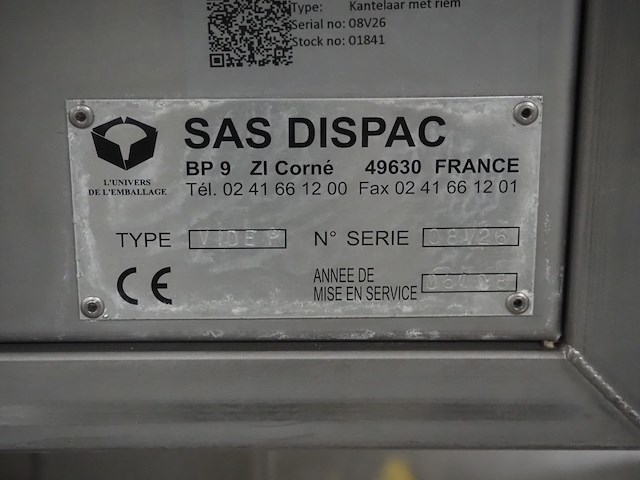 Type: Kantelaar met riem
Serial no: 08V26
Stock no: 01841
SAS DISPAC
BP 9 ZI Corné 49630 FRANCE
L'UNIVERS
DE L'EMBALLAGE
Tél. 02 41 66 12 00 Fax 02 41 66 12 01
TYPE VIDE P N° SERIE 08V26
CE
ANNEE DE
MISE EN SERVICE